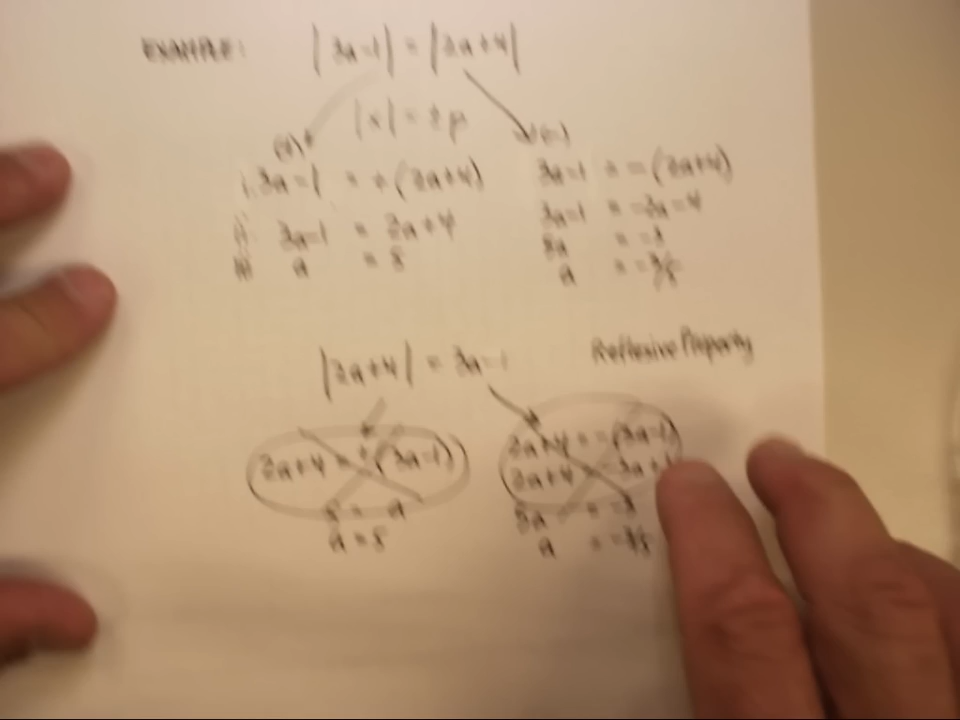 EXAMPLE: |3a-1| = |2a+4|
|x| = ±p
(+) (-)
i. 3a-1 = +(2a+4) 3a-1 = -(2a+4)
ii. 3a-1 = 2a+4 3a-1 = -2a-4
iii a = 5 5a = -3
a = -3/5
|2a+4| = 3a-1 Reflexive Property
2a+4 = -(3a-1)
2a+4 = +(3a-1) 2a+4 -3a+
5 = a 5a = -3
a = 5 a = -3/5